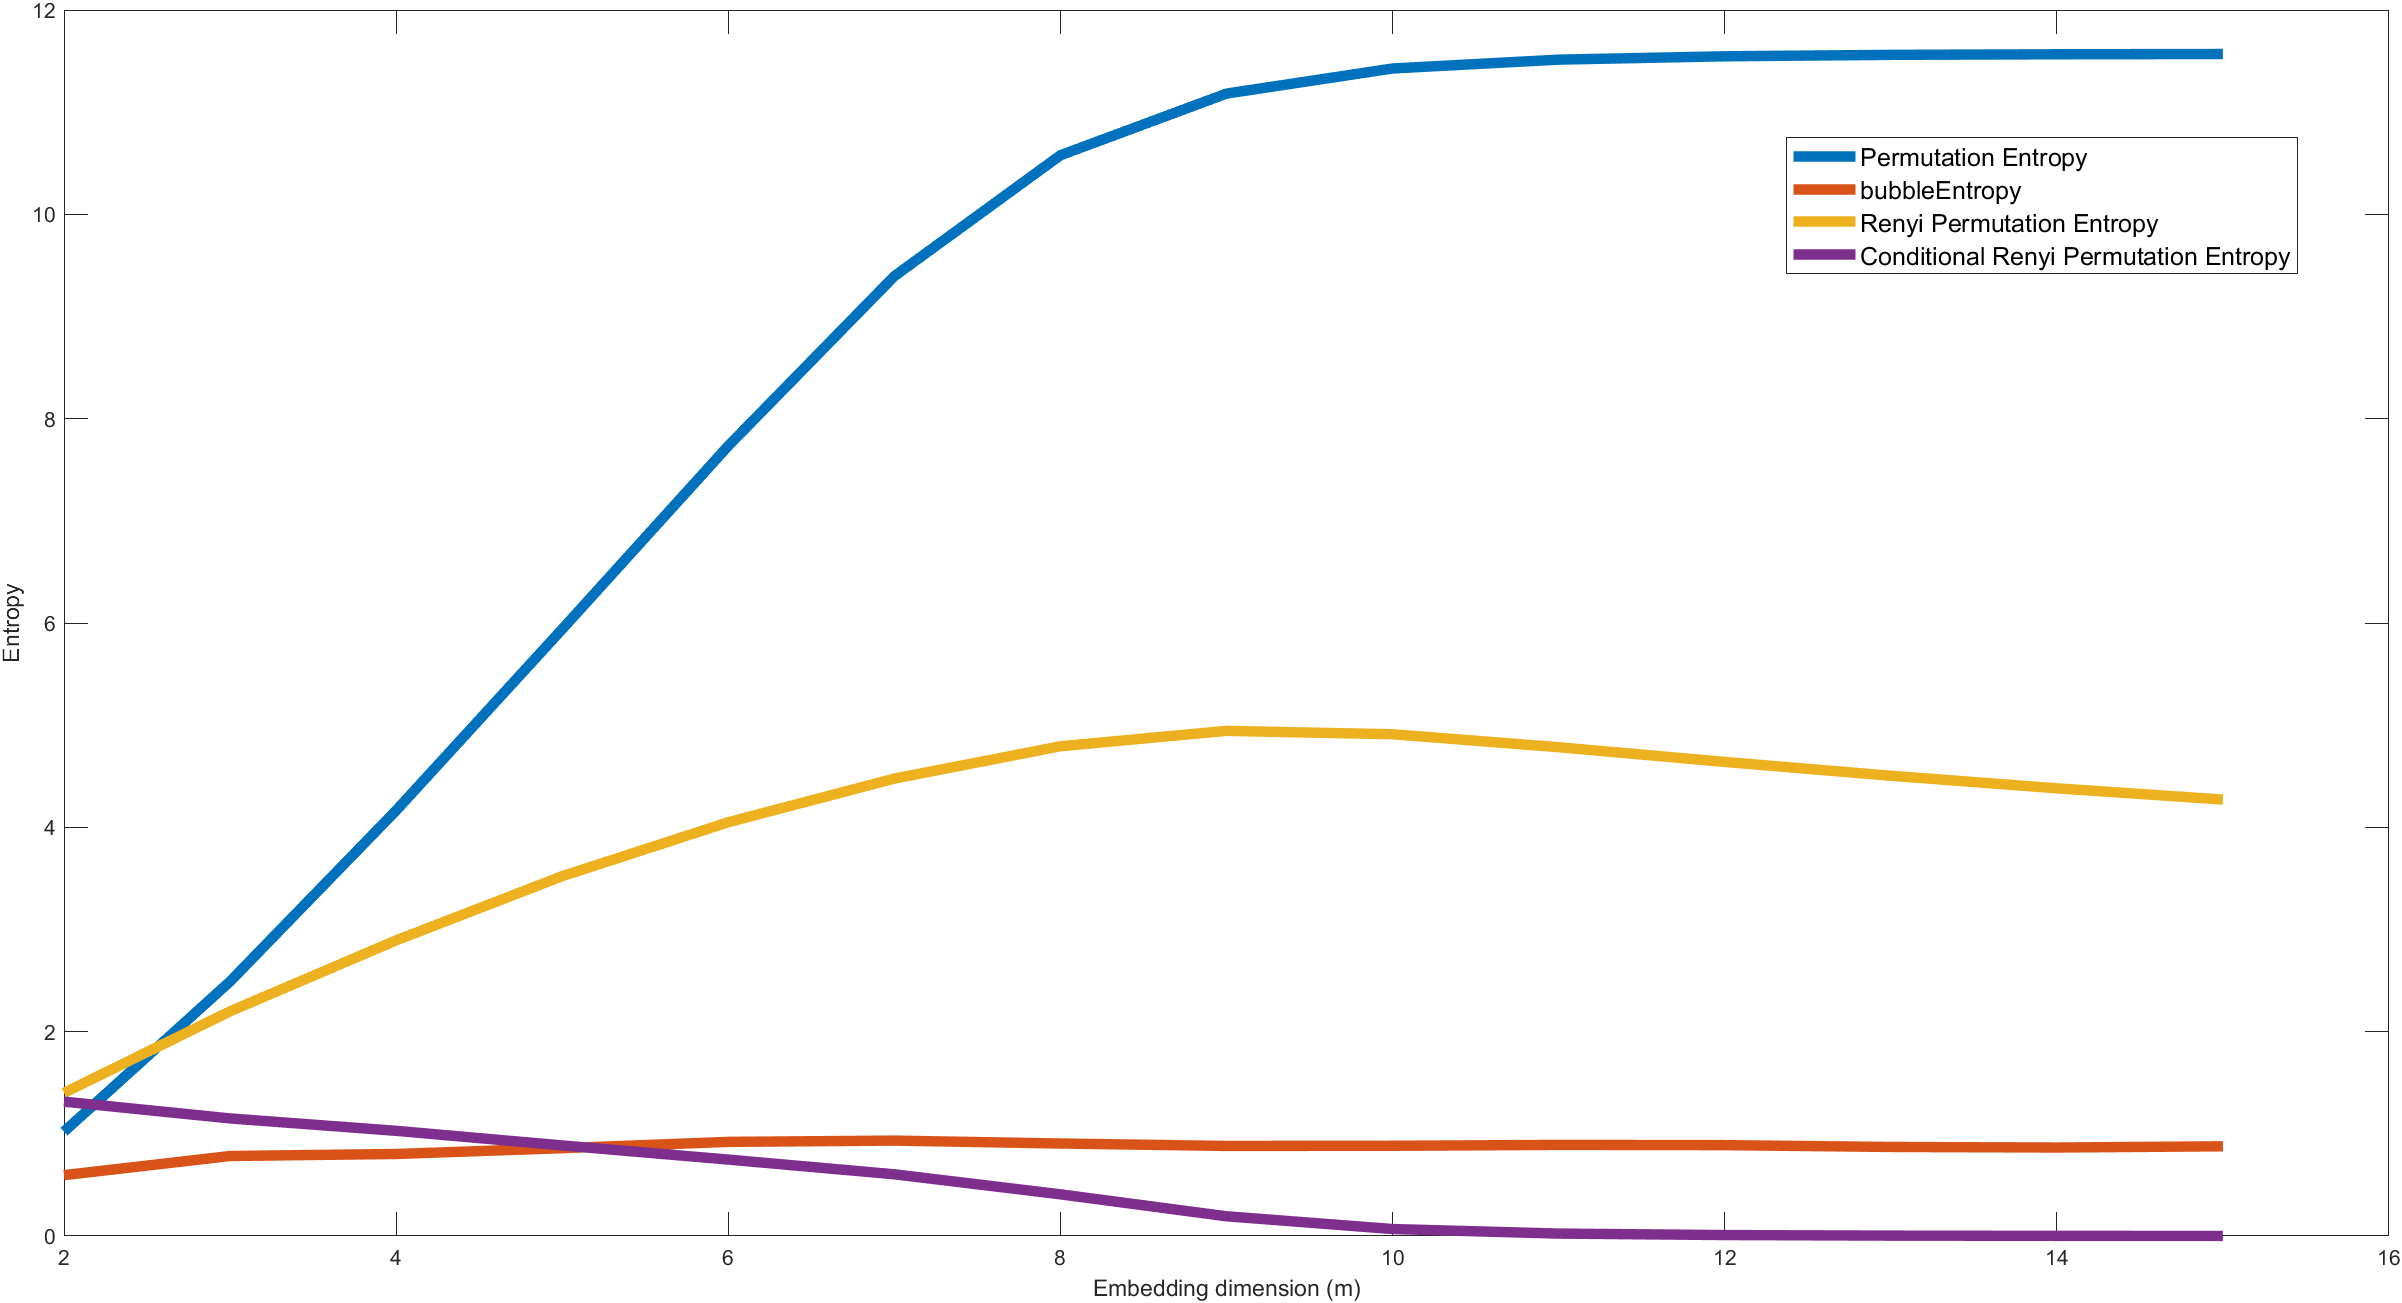 12
10
8
6
4
2
0
Entropy
Permutation Entropy
bubbleEntropy
Renyi Permutation Entropy
Conditional Renyi Permutation Entropy
2 4 6 8 10 12 14 16
Embedding dimension (m)